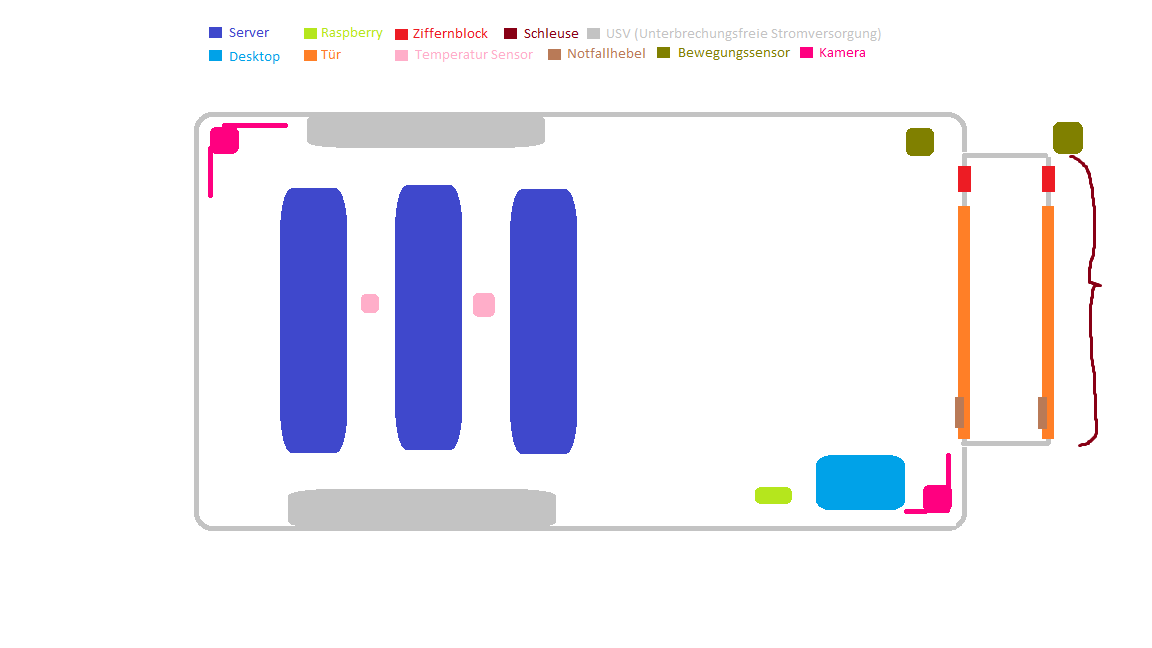 Server Raspberry Ziffernblock Schleuse USV (Unterbrechungsfreie Stromversorgung)
Desktop Tür Temperatur Sensor Notfallhebel Bewegungssensor Kamera